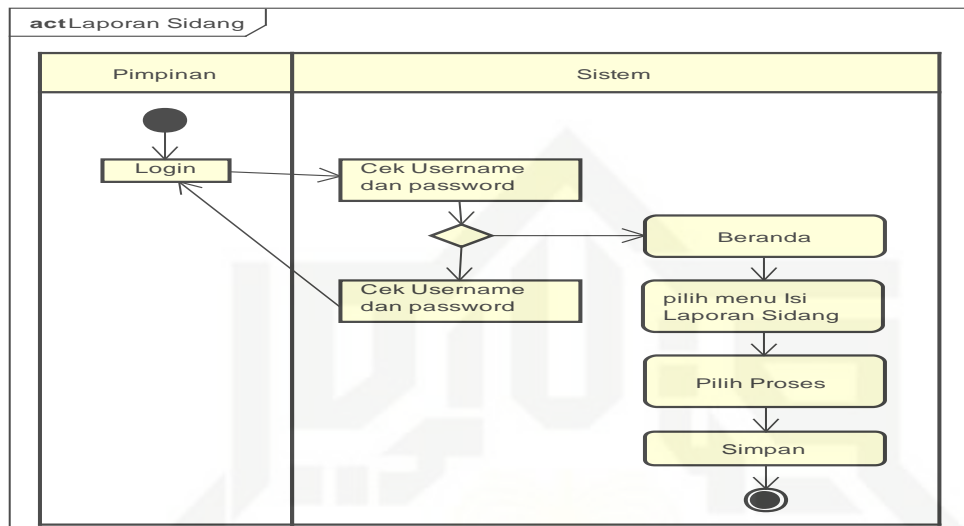 actLaporan Sidang
Pimpinan
Sistem
Login
Cek Username
dan password
Beranda
Cek Username
dan password
pilih menu Isi
Laporan Sidang
Pilih Proses
Simpan